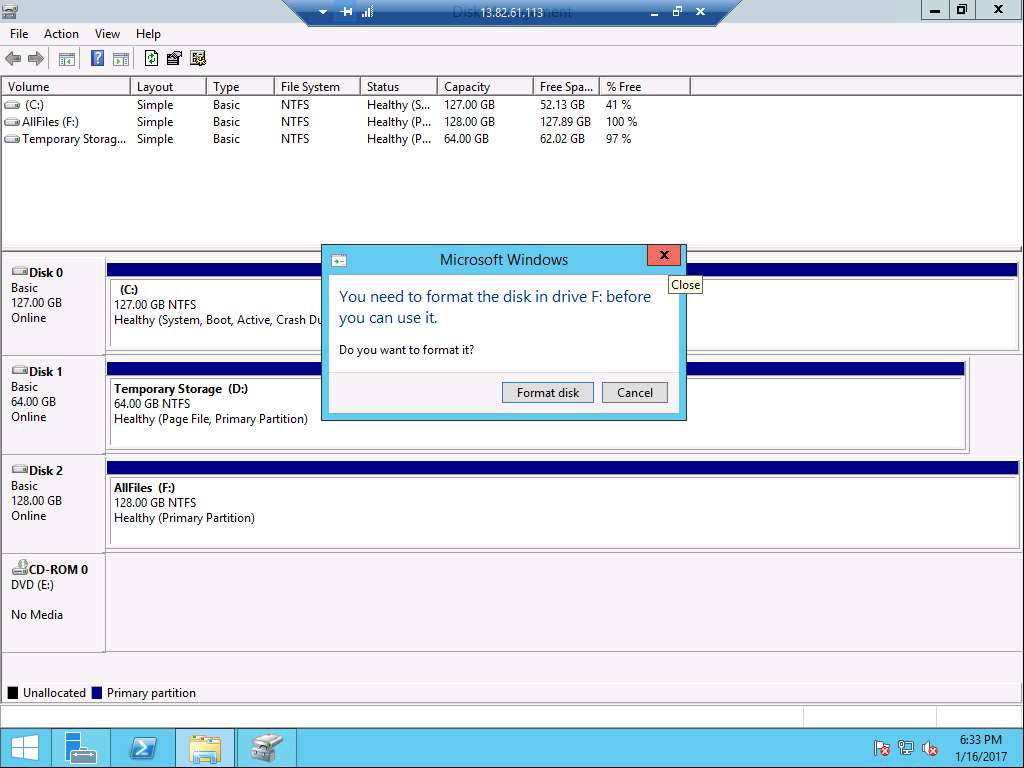 Disk Management
13.82.61.113
File Action View Help
Volume Layout Type File System Status Capacity Free Spa... % Free
(C:) Simple Basic NTFS Healthy (S... 127.00 GB 52.13 GB 41 %
AllFiles (F:) Simple Basic NTFS Healthy (P... 128.00 GB 127.89 GB 100 %
Temporary Storag... Simple Basic NTFS Healthy (P... 64.00 GB 62.02 GB 97 %
Disk 0
Basic
127.00 GB
Online
(C:)
127.00 GB NTFS
Healthy (System, Boot, Active, Crash Du
Microsoft Windows
Close
You need to format the disk in drive F: before
you can use it.
Do you want to format it?
Format disk Cancel
Disk 1
Basic
64.00 GB
Online
Temporary Storage (D:)
64.00 GB NTFS
Healthy (Page File, Primary Partition)
Disk 2
Basic
128.00 GB
Online
AllFiles (F:)
128.00 GB NTFS
Healthy (Primary Partition)
CD-ROM 0
DVD (E:)
No Media
Unallocated Primary partition
6:33 PM
1/16/2017